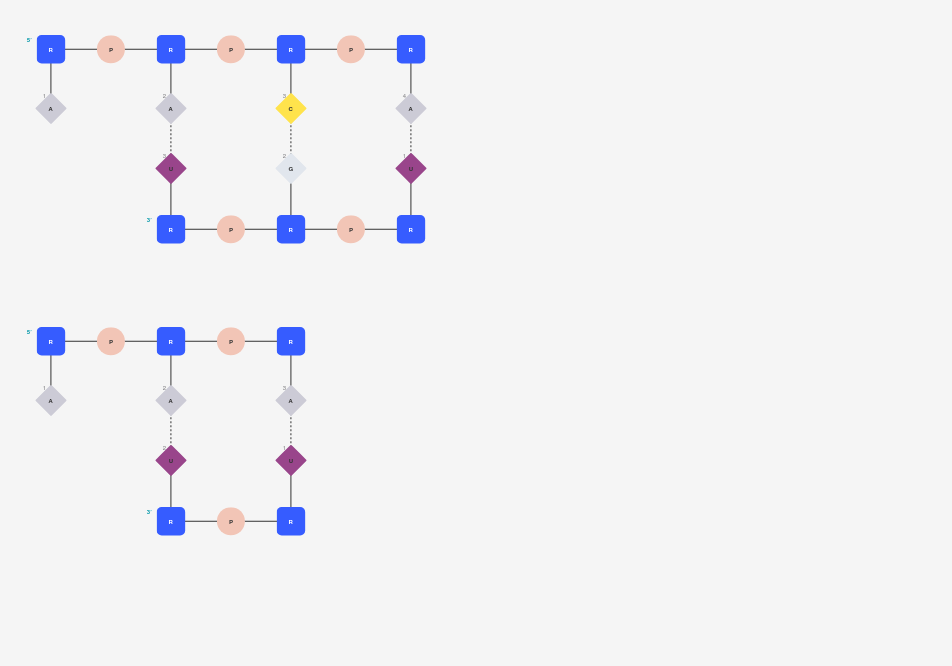 5'
R P R P R P R
1 2 3 4
A A C A
3 2 1
U G U
3'
R P R P R
5'
R P R P R
1 2 3
A A A
2 1
U U
3'
R P R